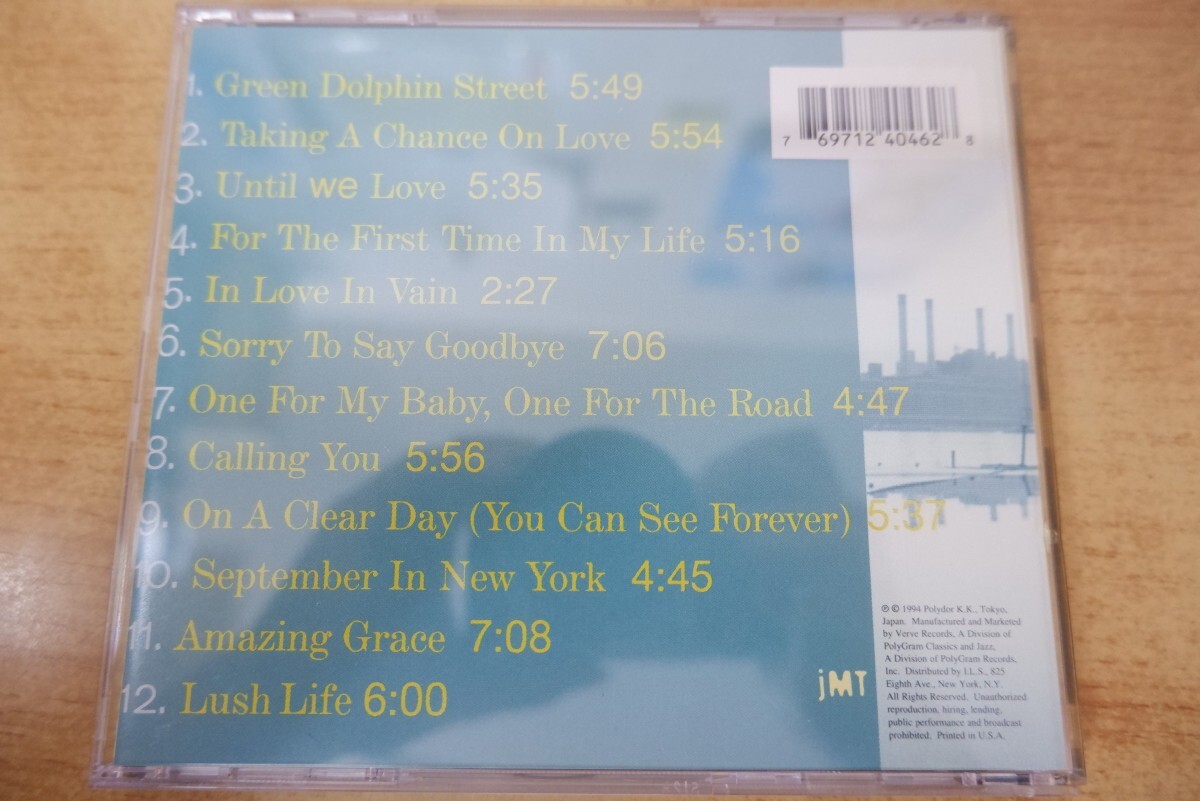 1. Green Dolphin Street 5:49
2. Taking A Chance On Love 5:54
3. Until we Love 5:35
4. For The First Time In My Life 5:16
5. In Love In Vain 2:27
6. Sorry To Say Goodbye 7:06
7. One For My Baby, One For The Road 4:47
8. Calling You 5:56
9. On A Clear Day (You Can See Forever) 5:37
10. September In New York 4:45
11. Amazing Grace 7:08
12. Lush Life 6:00
7 69712 40462 8
℗ © 1994 Polydor K.K., Tokyo,
Japan. Manufactured and Marketed
by Verve Records, A Division of
PolyGram Classics and Jazz,
A Division of PolyGram Records,
Inc. Distributed by I.L.S., 825
Eighth Ave., New York, N.Y.
All Rights Reserved. Unauthorized
reproduction, hiring, lending,
public performance and broadcast
prohibited. Printed in U.S.A.
jMT